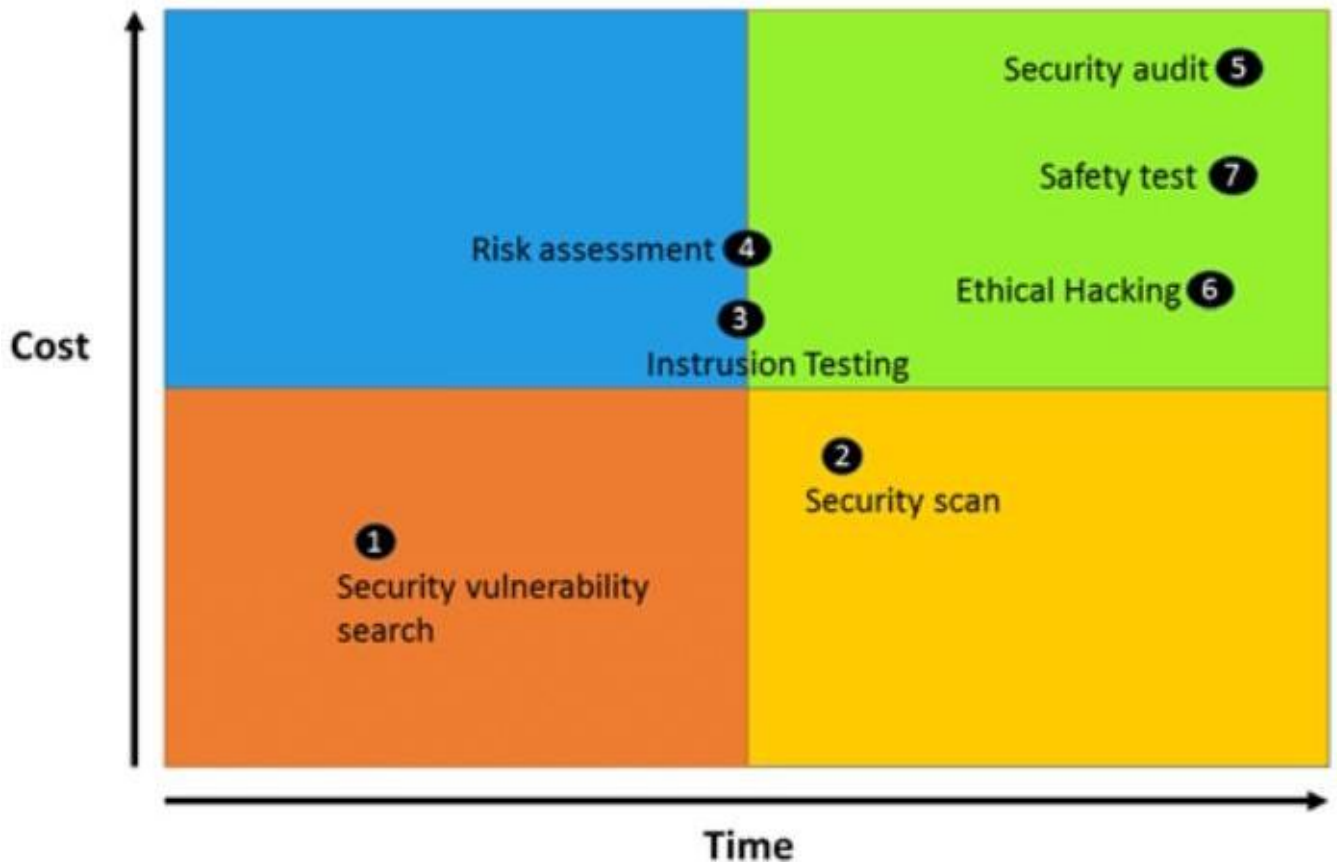 Security audit 5
Safety test 7
Risk assessment 4
Ethical Hacking 6
3
Instrusion Testing
Cost
2
Security scan
1
Security vulnerability
search
Time